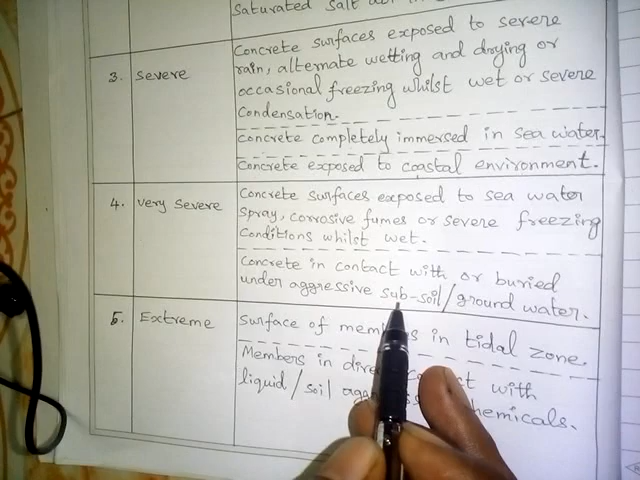 saturated salt
3. Severe
Concrete surfaces exposed to severe
rain, alternate wetting and drying or
occasional freezing whilst wet or severe
Condensation.
Concrete completely immersed in sea water.
Concrete exposed to coastal environment.
4. Very severe
Concrete surfaces exposed to sea water
spray, corrosive fumes or severe freezing
Conditions whilst wet.
Concrete in contact with or buried
under aggressive sub-soil/ground water.
5. Extreme
Surface of mem s in tidal zone.
Members in dire ct with
liquid/soil agg hemicals.